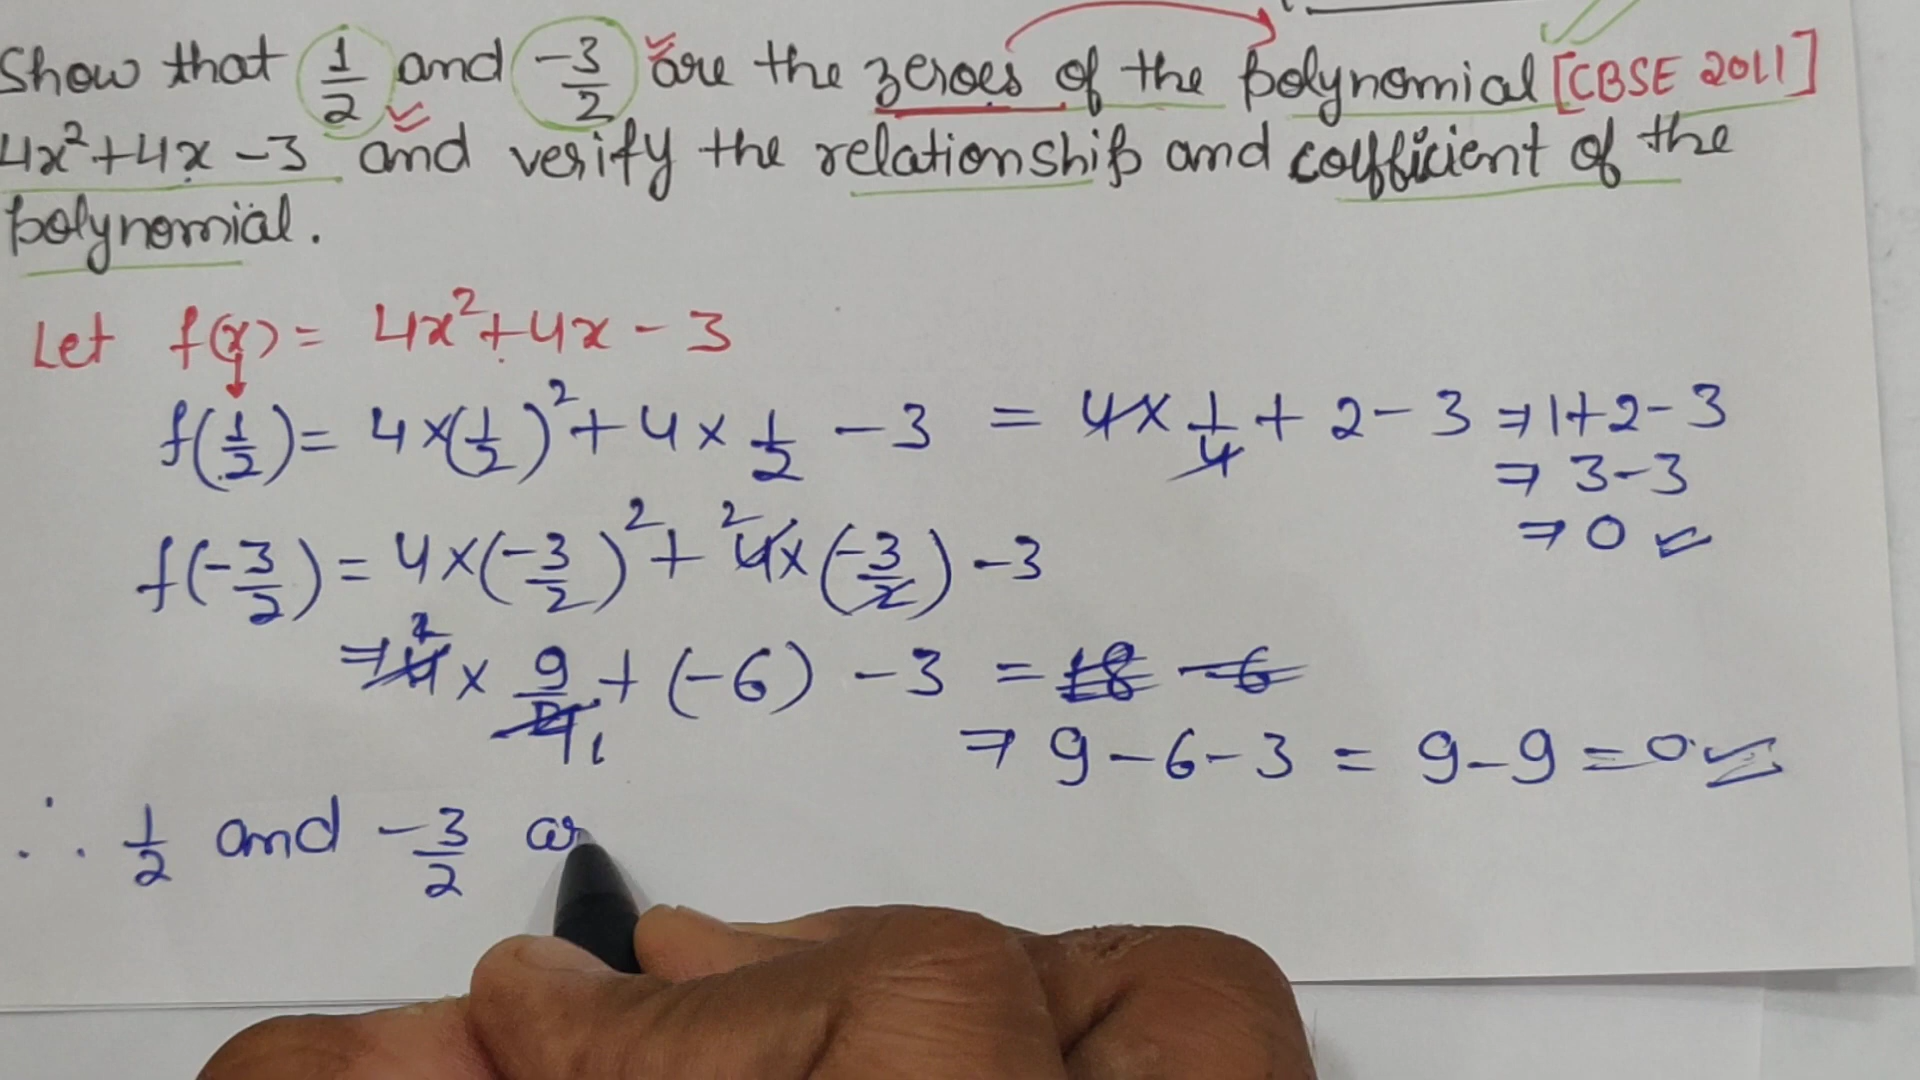 Show that 1/2 and -3/2 are the zeroes of the polynomial [CBSE 2011]
4x²+4x-3 and verify the relationship and coefficient of the
polynomial.
Let f(x) = 4x²+4x-3
f(1/2) = 4×(1/2)²+4×1/2-3 = 4×1/4+2-3 ⇒ 1+2-3
⇒ 3-3
⇒ 0
f(-3/2) = 4×(-3/2)²+4×(-3/2)-3
⇒ 4×9/4+(-6)-3 = 18-6
⇒ 9-6-3 = 9-9 = 0
∴ 1/2 and -3/2 ar